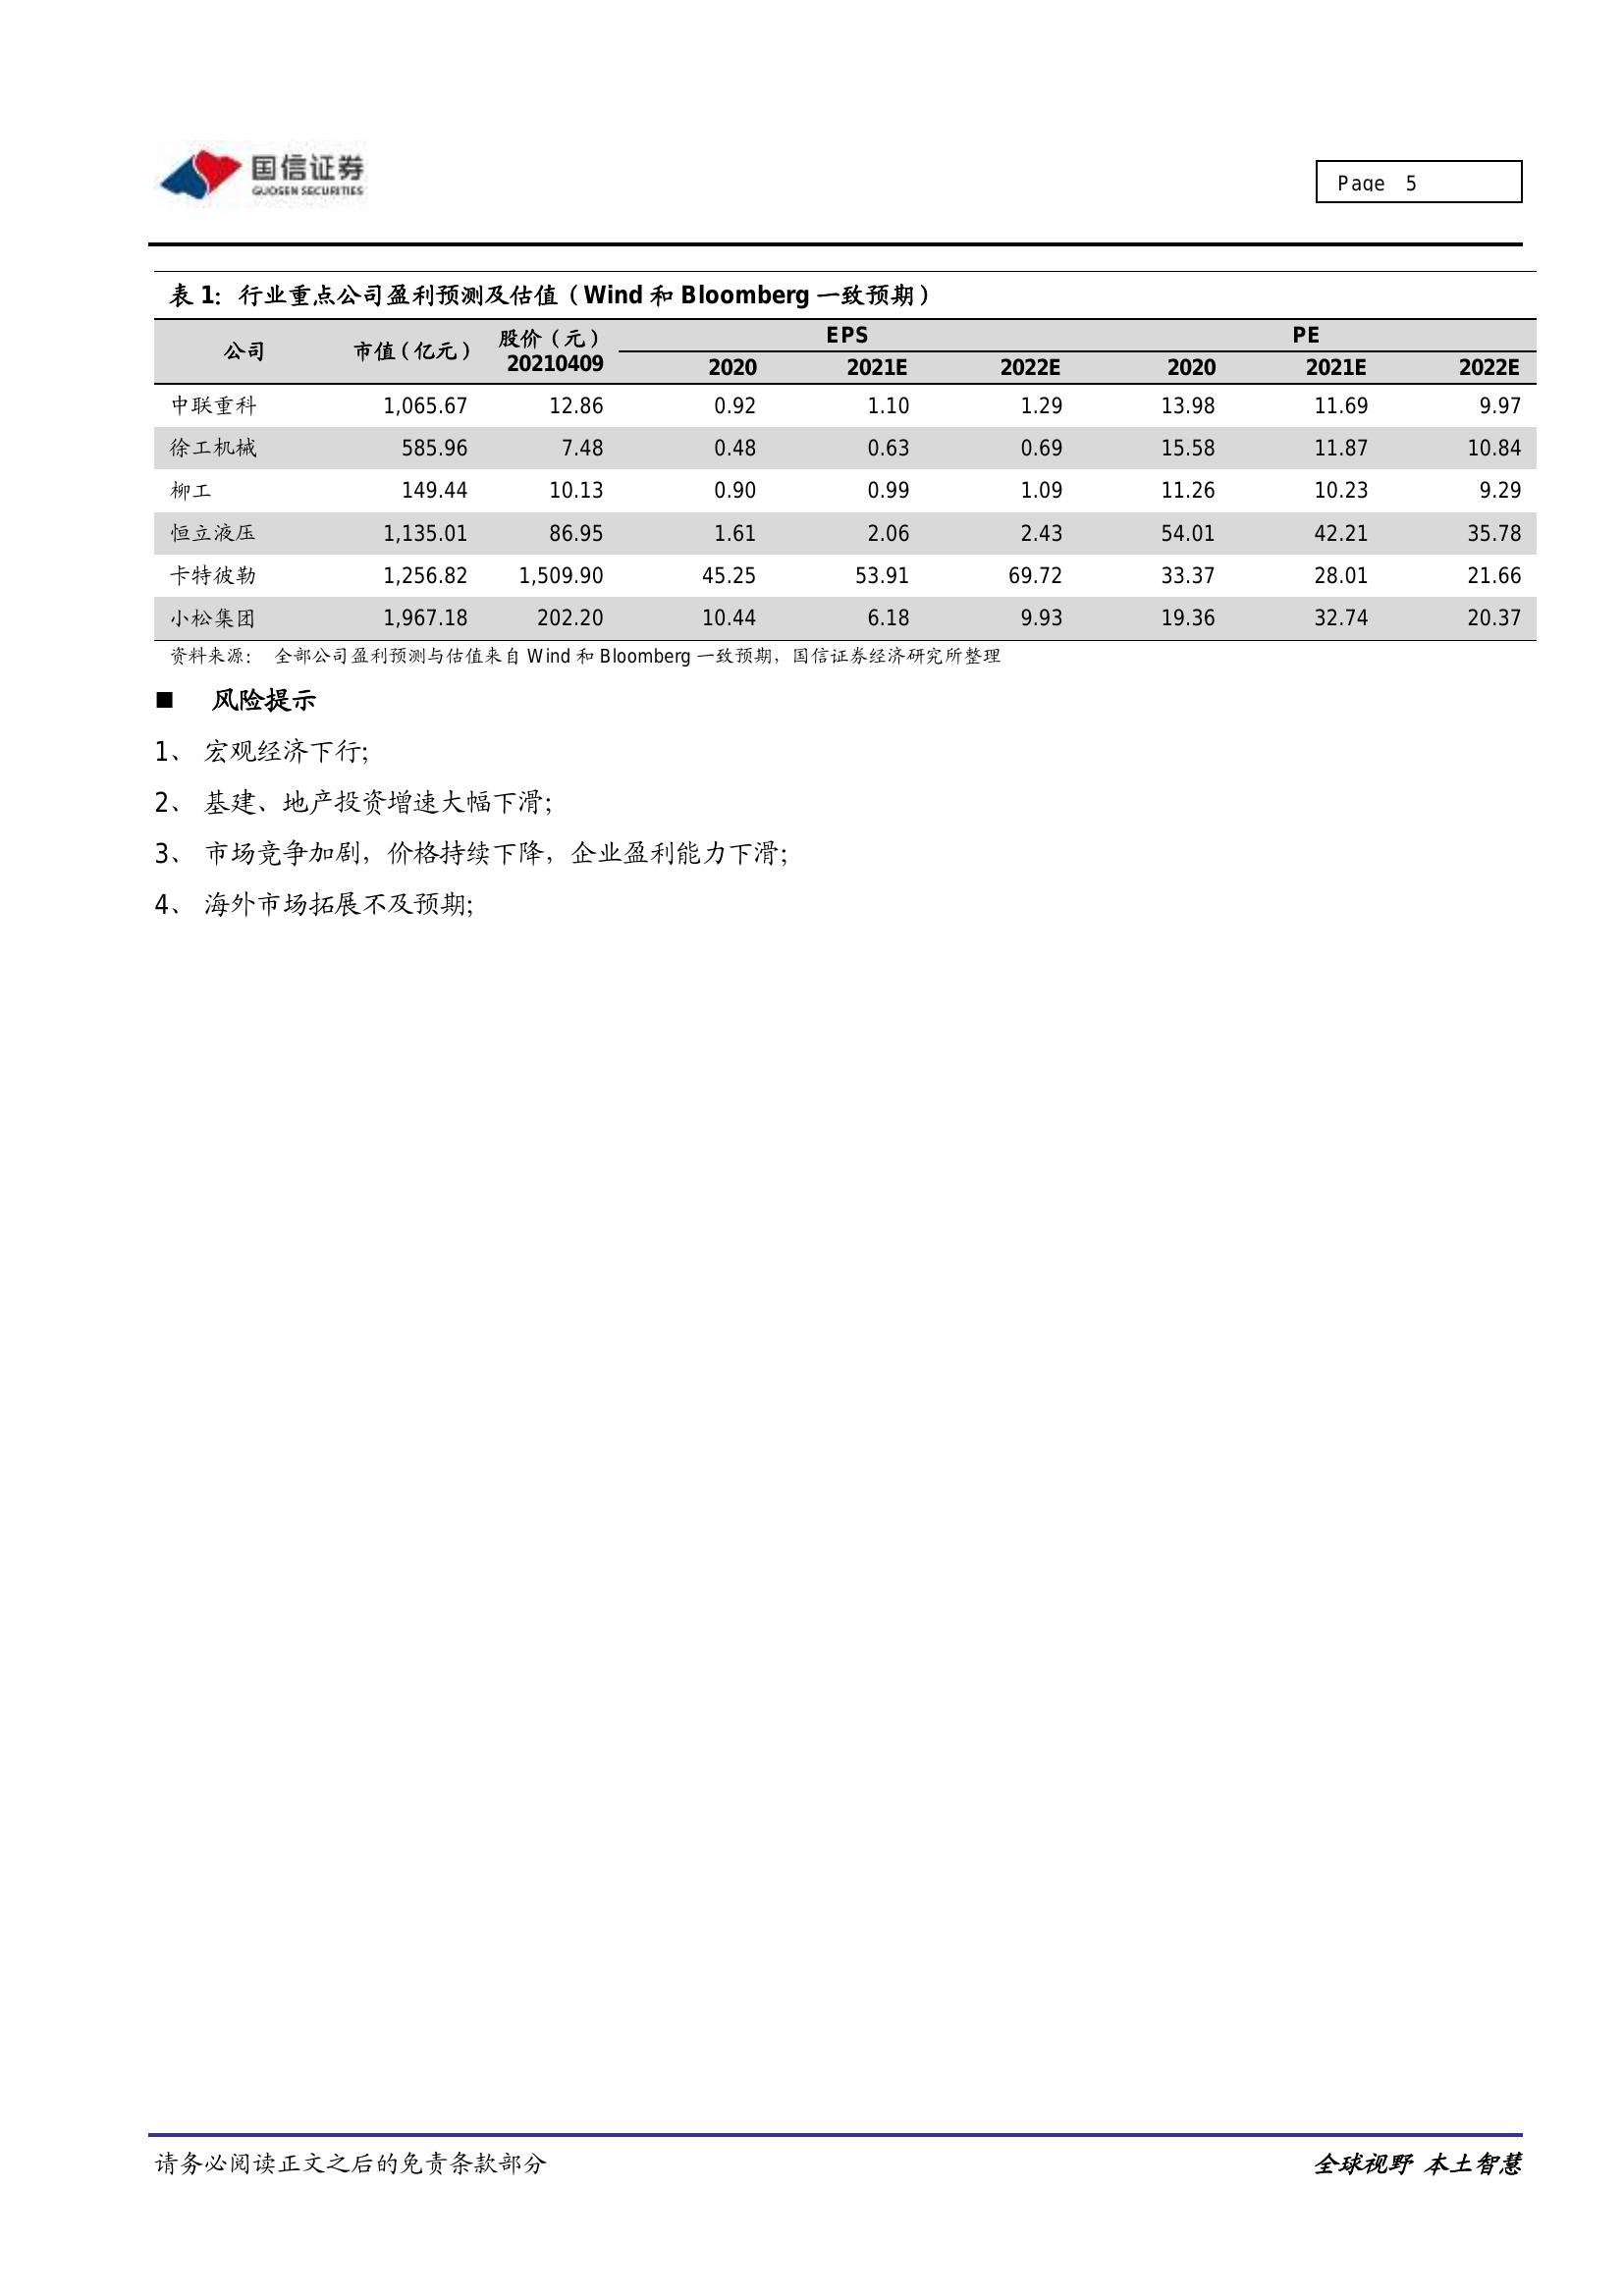 国信证券
GUOSEN SECURITIES
Page 5
表 1：行业重点公司盈利预测及估值（Wind 和 Bloomberg 一致预期）
公司 市值（亿元） 股价（元） 20210409 EPS PE
2020 2021E 2022E 2020 2021E 2022E
中联重科 1,065.67 12.86 0.92 1.10 1.29 13.98 11.69 9.97
徐工机械 585.96 7.48 0.48 0.63 0.69 15.58 11.87 10.84
柳工 149.44 10.13 0.90 0.99 1.09 11.26 10.23 9.29
恒立液压 1,135.01 86.95 1.61 2.06 2.43 54.01 42.21 35.78
卡特彼勒 1,256.82 1,509.90 45.25 53.91 69.72 33.37 28.01 21.66
小松集团 1,967.18 202.20 10.44 6.18 9.93 19.36 32.74 20.37
资料来源： 全部公司盈利预测与估值来自 Wind 和 Bloomberg 一致预期，国信证券经济研究所整理
■ 风险提示
1、 宏观经济下行；
2、 基建、地产投资增速大幅下滑；
3、 市场竞争加剧，价格持续下降，企业盈利能力下滑；
4、 海外市场拓展不及预期；
请务必阅读正文之后的免责条款部分
全球视野 本土智慧